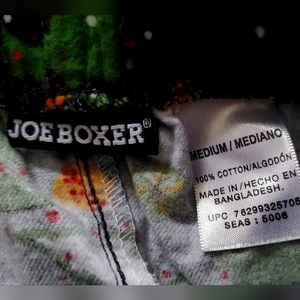 JOE BOXER®
MEDIUM / MEDIANO
100% COTTON/ALGODÓN
MADE IN / HECHO EN
BANGLADESH.
UPC 76299325705
SEAS : 5006